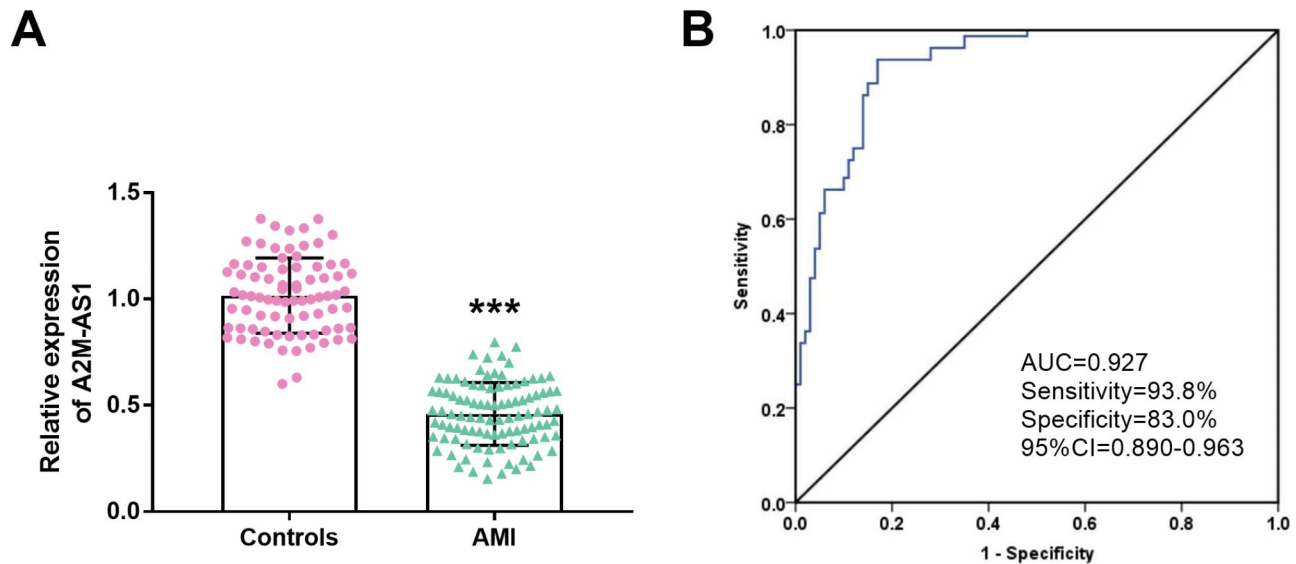 A
Relative expression
of A2M-AS1
1.5
1.0
0.5
0.0
***
Controls
AMI
B
Sensitivity
1.0
0.8
0.6
0.4
0.2
0.0
AUC=0.927
Sensitivity=93.8%
Specificity=83.0%
95%CI=0.890-0.963
0.0
0.2
0.4
0.6
0.8
1.0
1 - Specificity